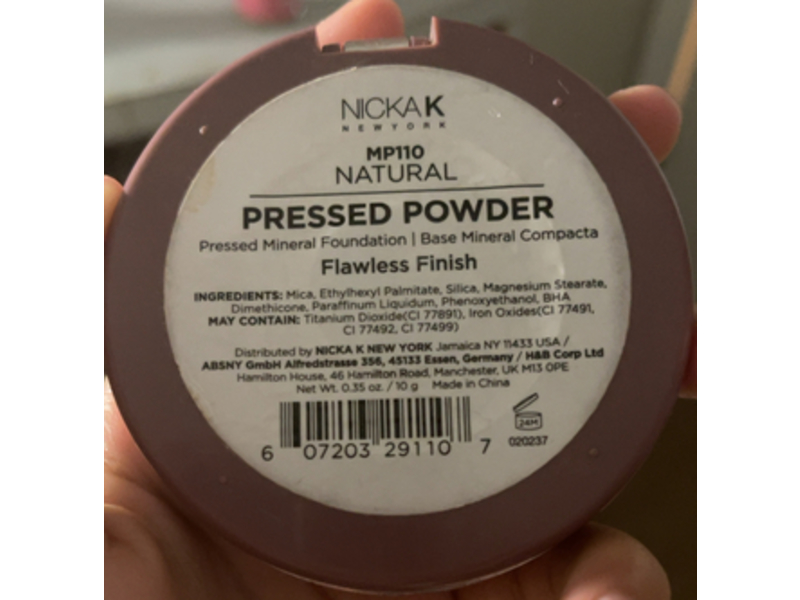 NICKA K
NEW YORK
MP110
NATURAL
PRESSED POWDER
Pressed Mineral Foundation | Base Mineral Compacta
Flawless Finish
INGREDIENTS: Mica, Ethylhexyl Palmitate, Silica, Magnesium Stearate,
Dimethicone, Paraffinum Liquidum, Phenoxyethanol, BHA
MAY CONTAIN: Titanium Dioxide(CI 77891), Iron Oxides(CI 77491,
CI 77492, CI 77499)
Distributed by NICKA K NEW YORK Jamaica NY 11433 USA /
ABSNY GmbH Alfredstrasse 356, 45133 Essen, Germany / H&B Corp Ltd
Hamilton House, 46 Hamilton Road, Manchester, UK M13 0PE
Net Wt. 0.35 oz. / 10 g Made in China
24M
6 07203 29110 7
020237